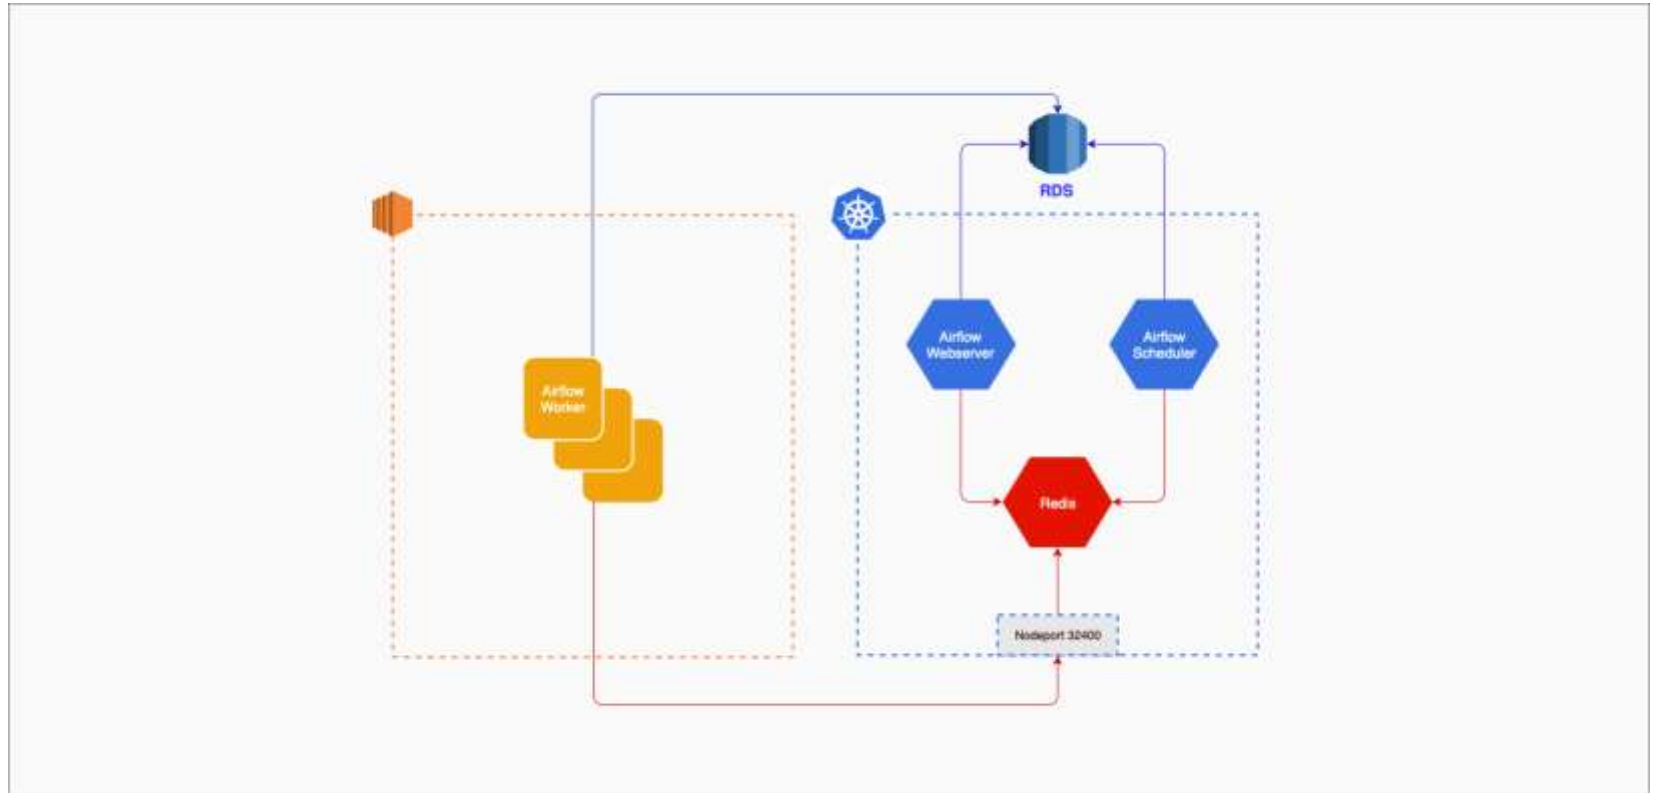 RDS
Airflow
Webserver
Airflow
Scheduler
Airflow
Worker
Redis
Nodeport 32400